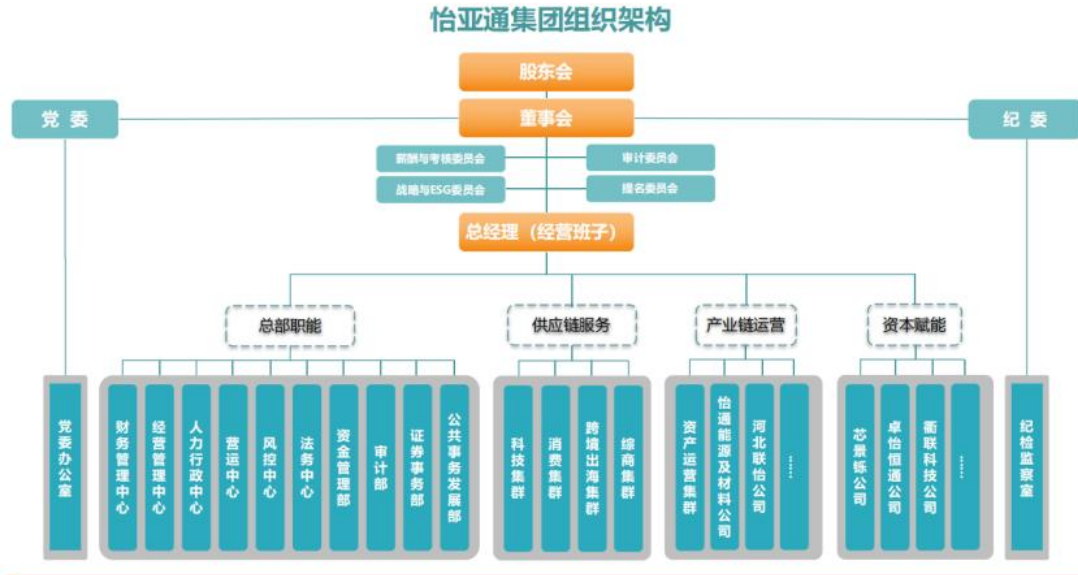 怡亚通集团组织架构
股东会
党 委
董事会
纪 委
薪酬与考核委员会
审计委员会
战略与ESG委员会
提名委员会
总经理（经营班子）
总部职能
供应链服务
产业链运营
资本赋能
党委办公室
财务管理中心
经营管理中心
人力行政中心
营运中心
风控中心
法务中心
资金管理部
审计部
证券事务部
公共事务发展部
科技集群
消费集群
跨境出海集群
综商集群
资产运营集群
怡通能源及材料公司
河北联怡公司
......
芯景铄公司
卓怡恒通公司
衢联科技公司
......
纪检监察室